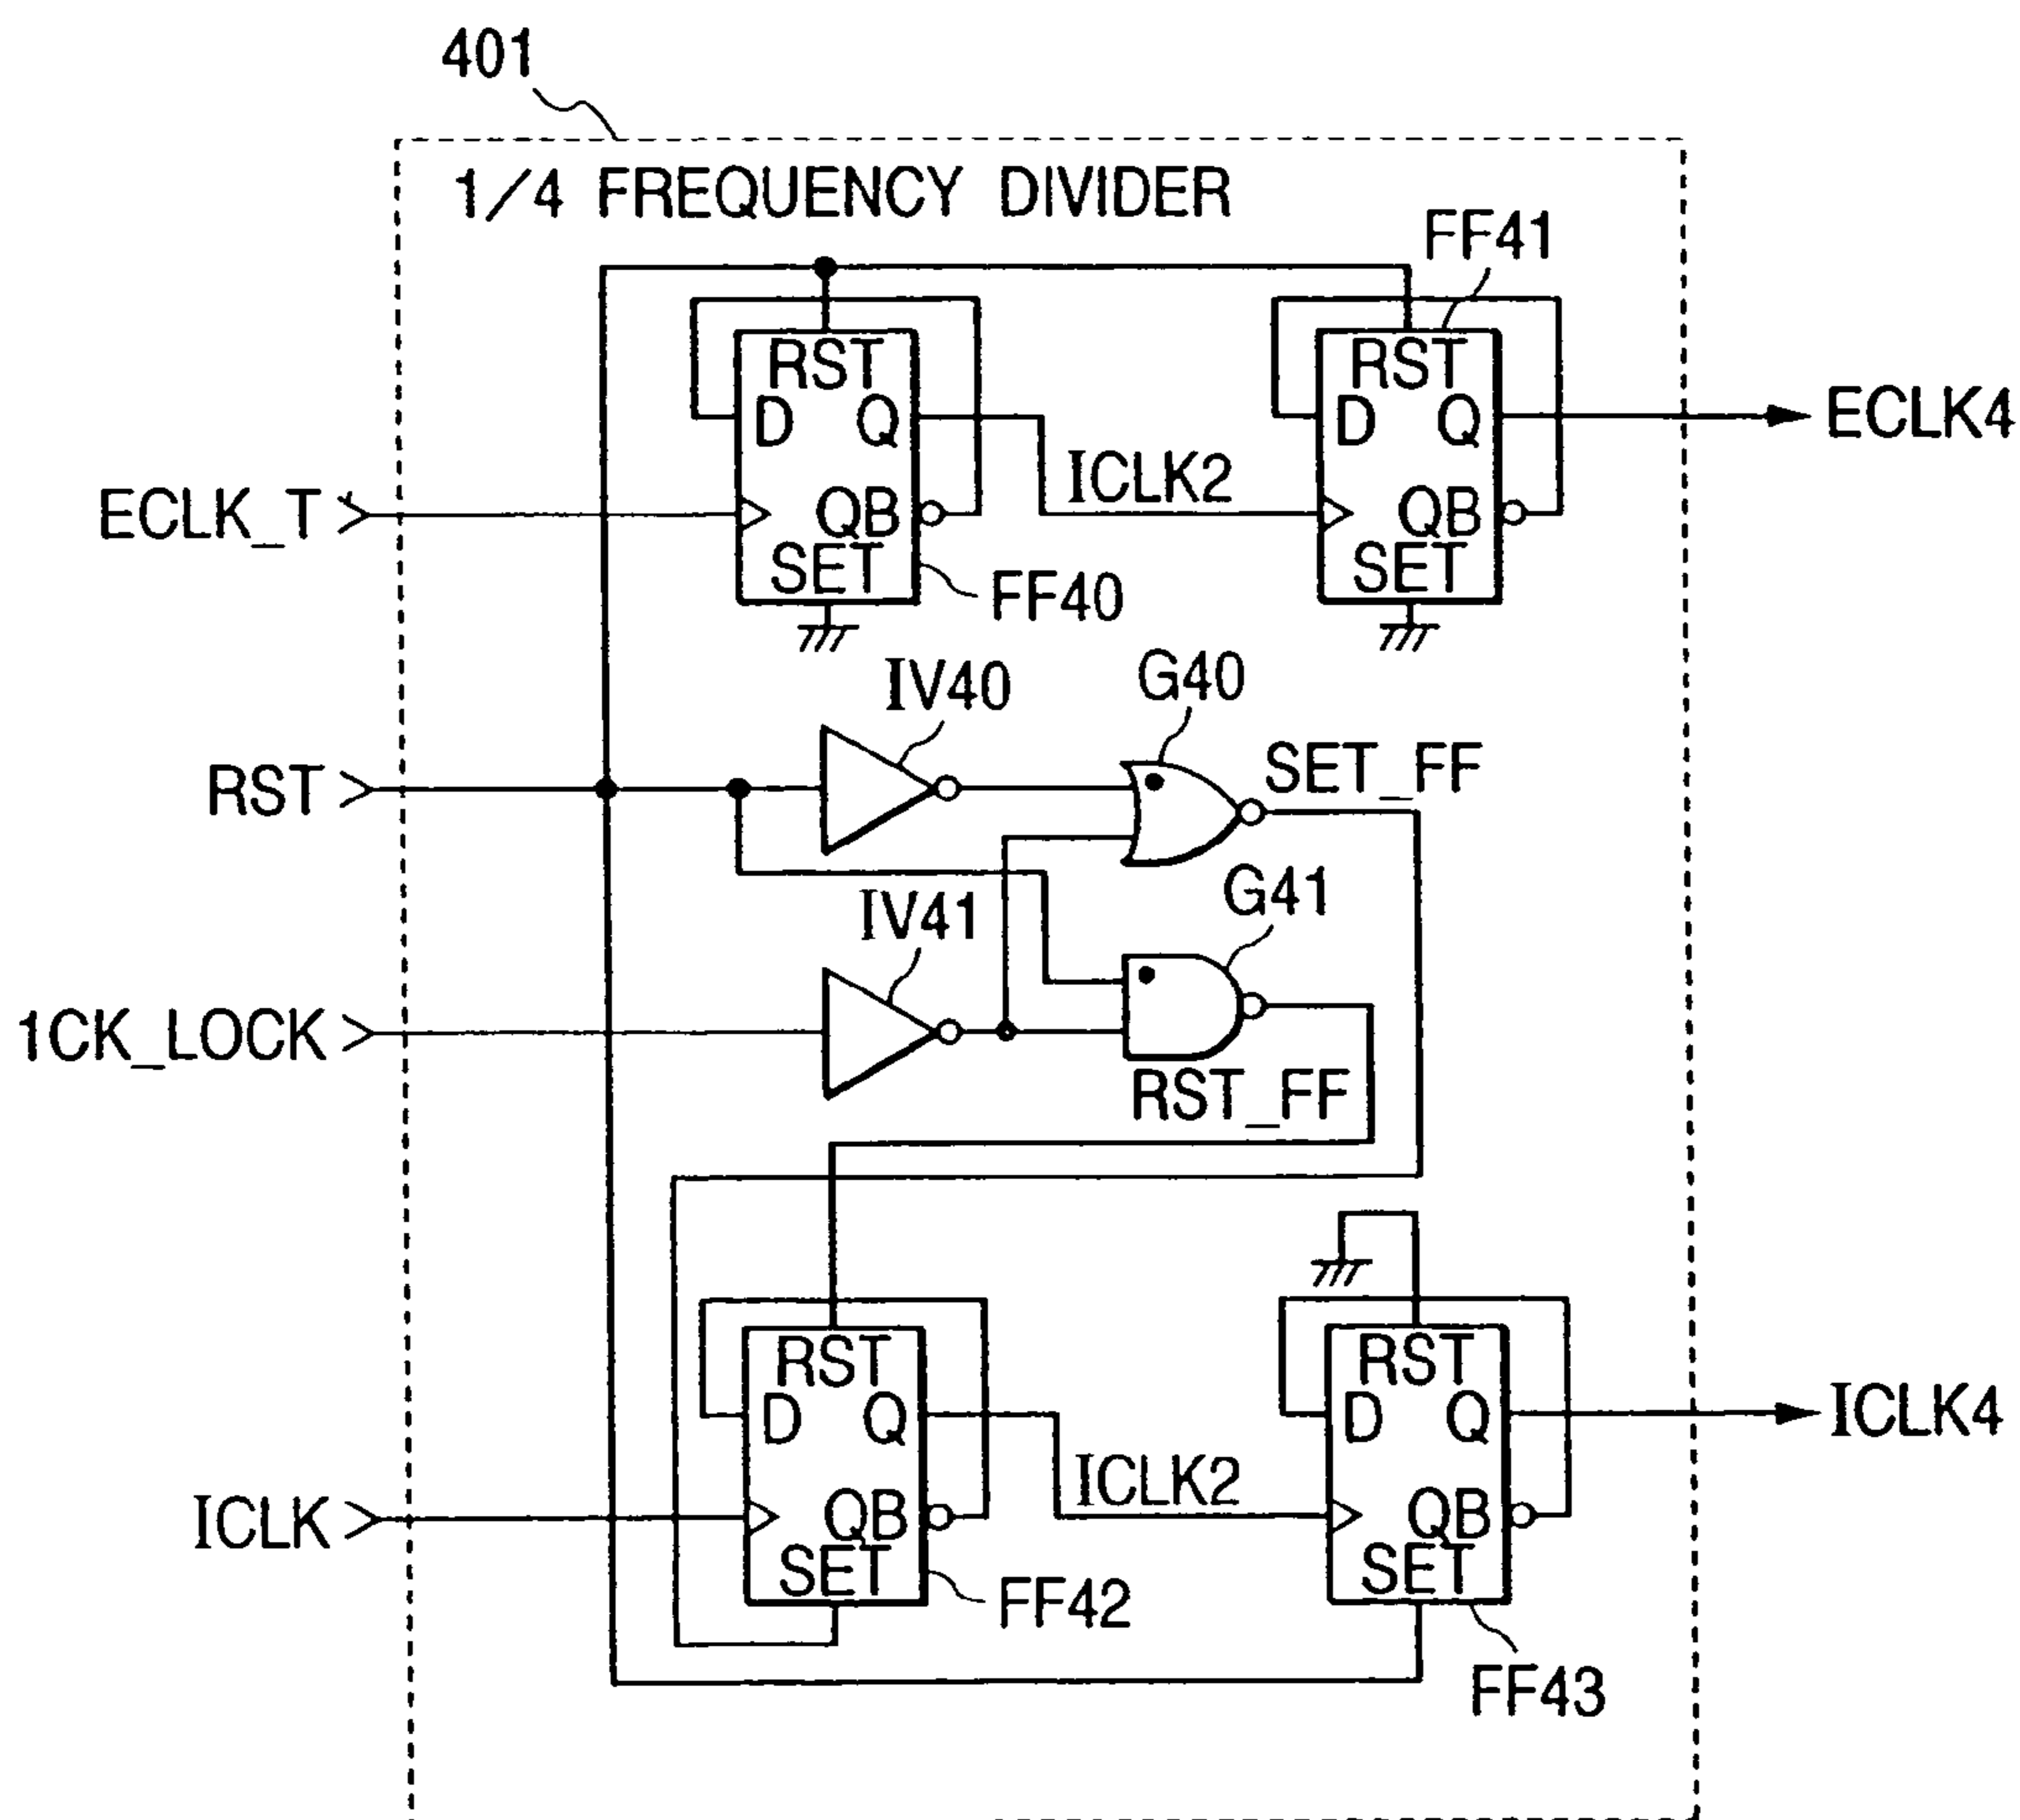 401
1/4 FREQUENCY DIVIDER
FF41
RST
D Q
QB
SET
RST
D Q
QB
SET
ECLK_T
ICLK2
ECLK4
FF40
IV40
G40
SET_FF
RST
IV41
G41
1CK_LOCK
RST_FF
RST
D Q
QB
SET
RST
D Q
QB
SET
ICLK
ICLK2
ICLK4
FF42
FF43